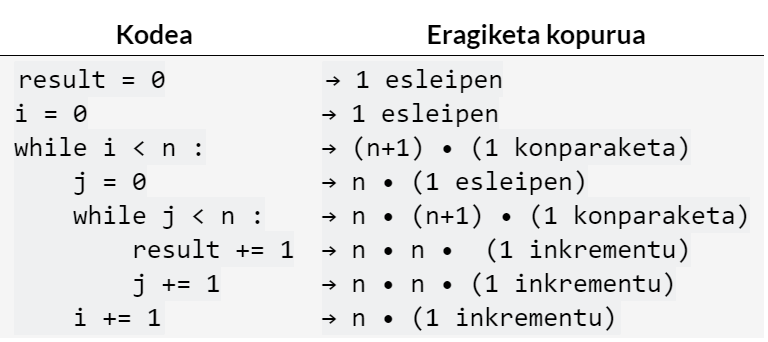 Kodea Eragiketa kopurua
result = 0 → 1 esleipen
i = 0 → 1 esleipen
while i < n : → (n+1) • (1 konparaketa)
    j = 0 → n • (1 esleipen)
    while j < n : → n • (n+1) • (1 konparaketa)
        result += 1 → n • n •  (1 inkrementu)
        j += 1 → n • n • (1 inkrementu)
    i += 1 → n • (1 inkrementu)